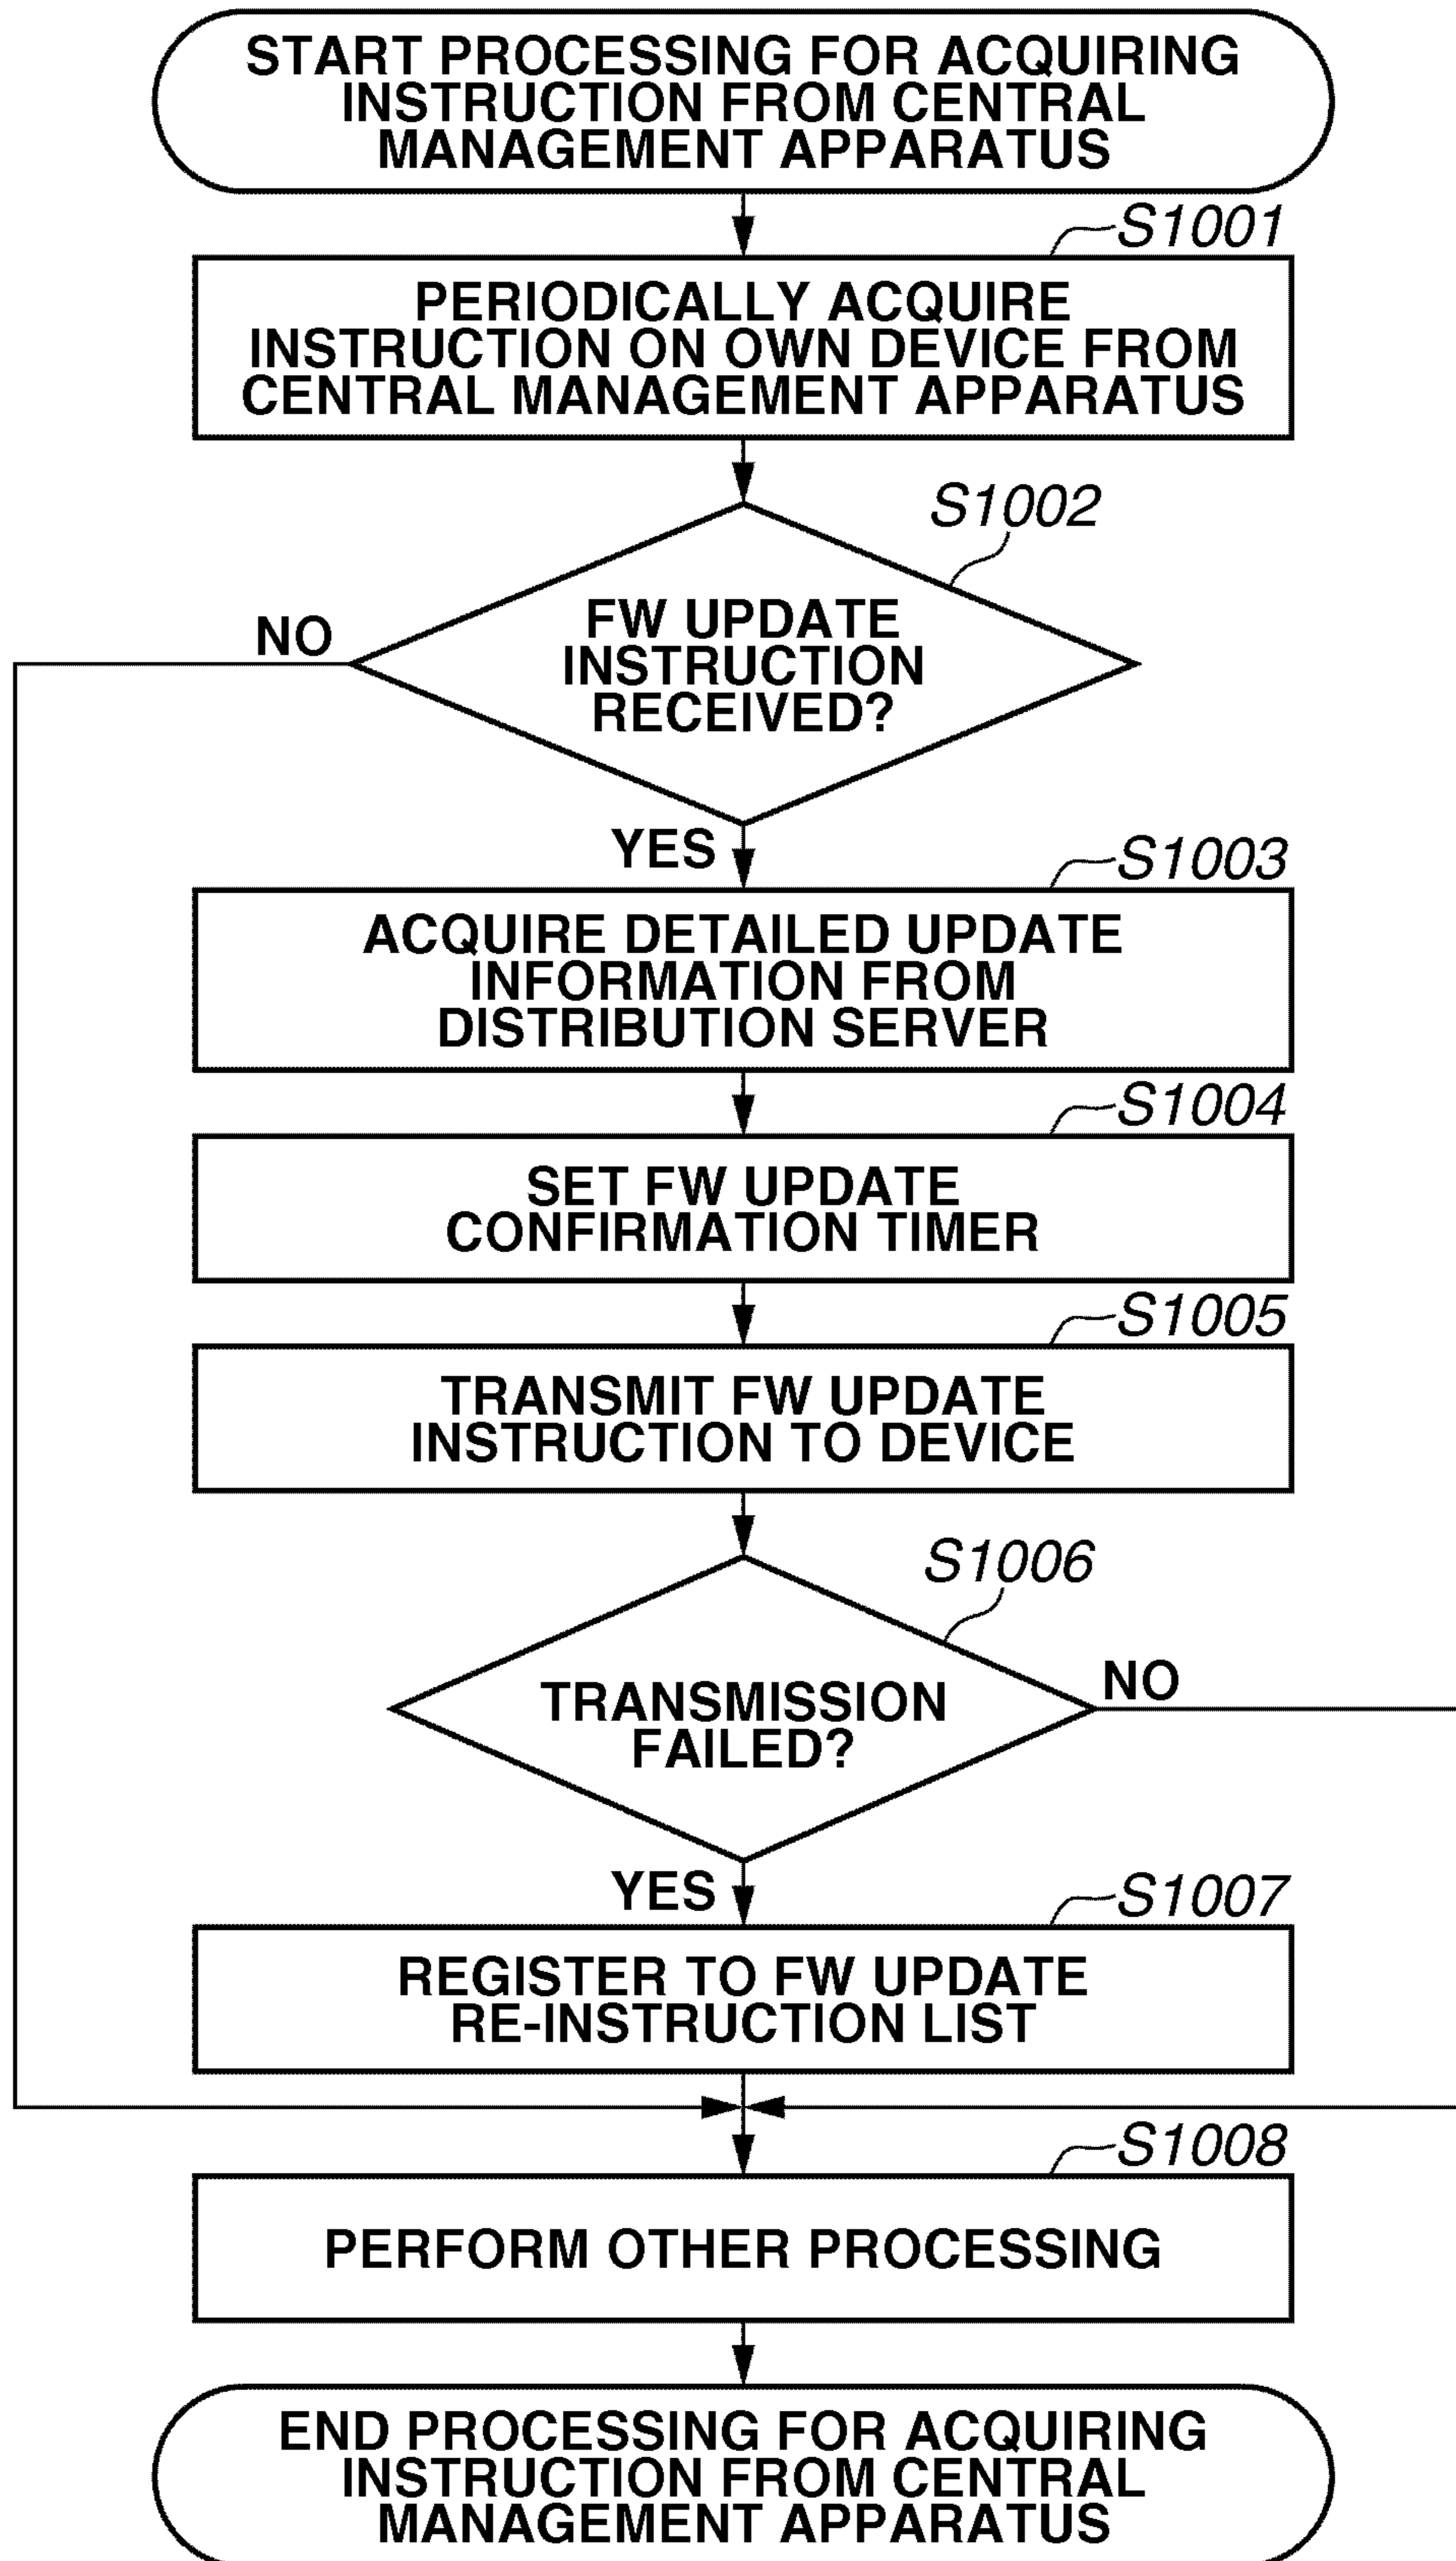 START PROCESSING FOR ACQUIRING
INSTRUCTION FROM CENTRAL
MANAGEMENT APPARATUS
S1001
PERIODICALLY ACQUIRE
INSTRUCTION ON OWN DEVICE FROM
CENTRAL MANAGEMENT APPARATUS
S1002
FW UPDATE
INSTRUCTION
RECEIVED?
NO
YES
S1003
ACQUIRE DETAILED UPDATE
INFORMATION FROM
DISTRIBUTION SERVER
S1004
SET FW UPDATE
CONFIRMATION TIMER
S1005
TRANSMIT FW UPDATE
INSTRUCTION TO DEVICE
S1006
TRANSMISSION
FAILED?
NO
YES
S1007
REGISTER TO FW UPDATE
RE-INSTRUCTION LIST
S1008
PERFORM OTHER PROCESSING
END PROCESSING FOR ACQUIRING
INSTRUCTION FROM CENTRAL
MANAGEMENT APPARATUS